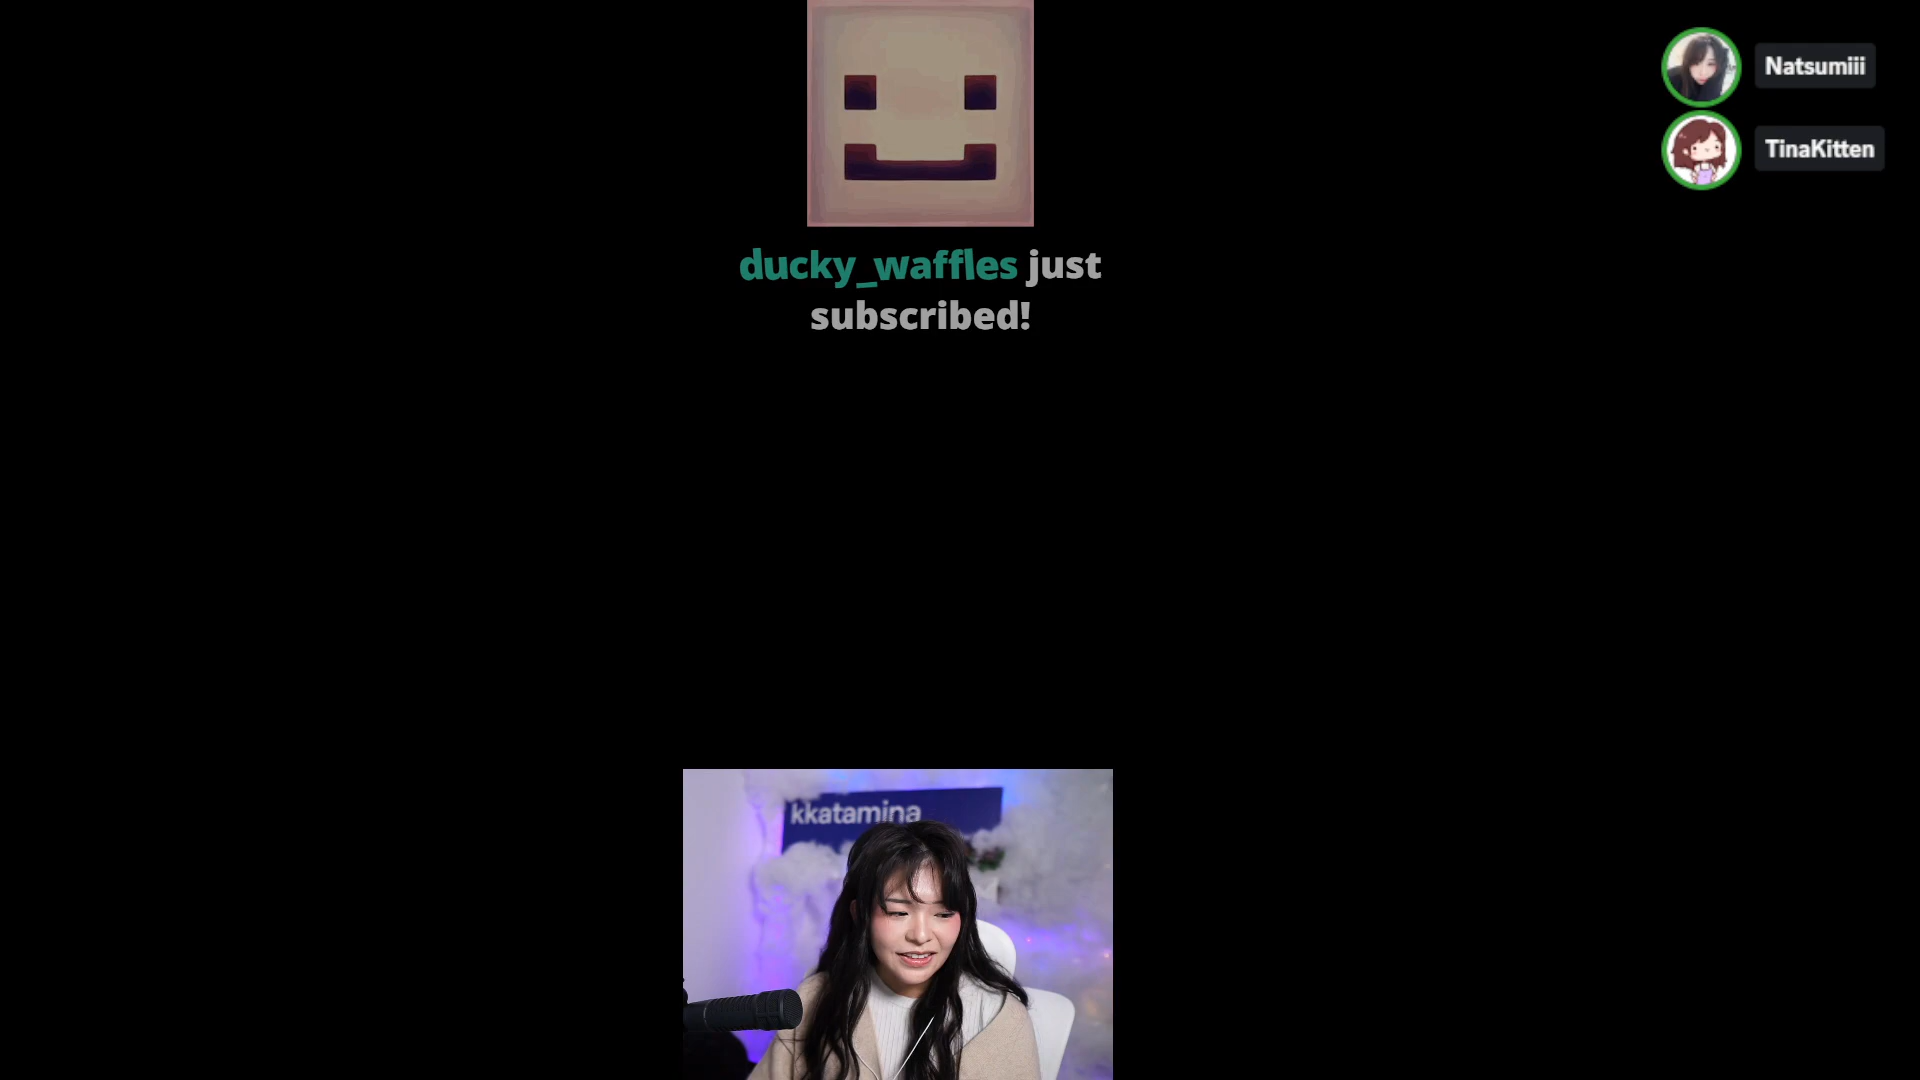 Natsumiii
TinaKitten
ducky_waffles just
subscribed!
kkatamina